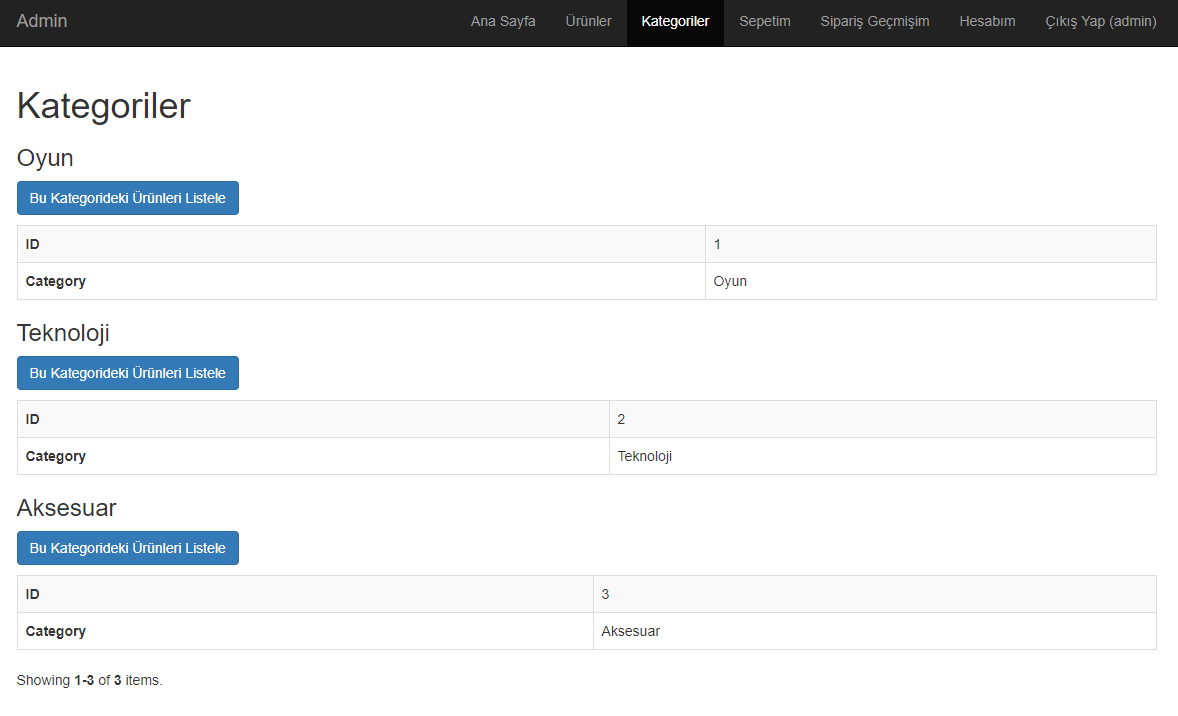 Admin Ana Sayfa Ürünler Kategoriler Sepetim Sipariş Geçmişim Hesabım Çıkış Yap (admin)
Kategoriler
Oyun
Bu Kategorideki Ürünleri Listele
ID 1
Category Oyun
Teknoloji
Bu Kategorideki Ürünleri Listele
ID 2
Category Teknoloji
Aksesuar
Bu Kategorideki Ürünleri Listele
ID 3
Category Aksesuar
Showing 1-3 of 3 items.